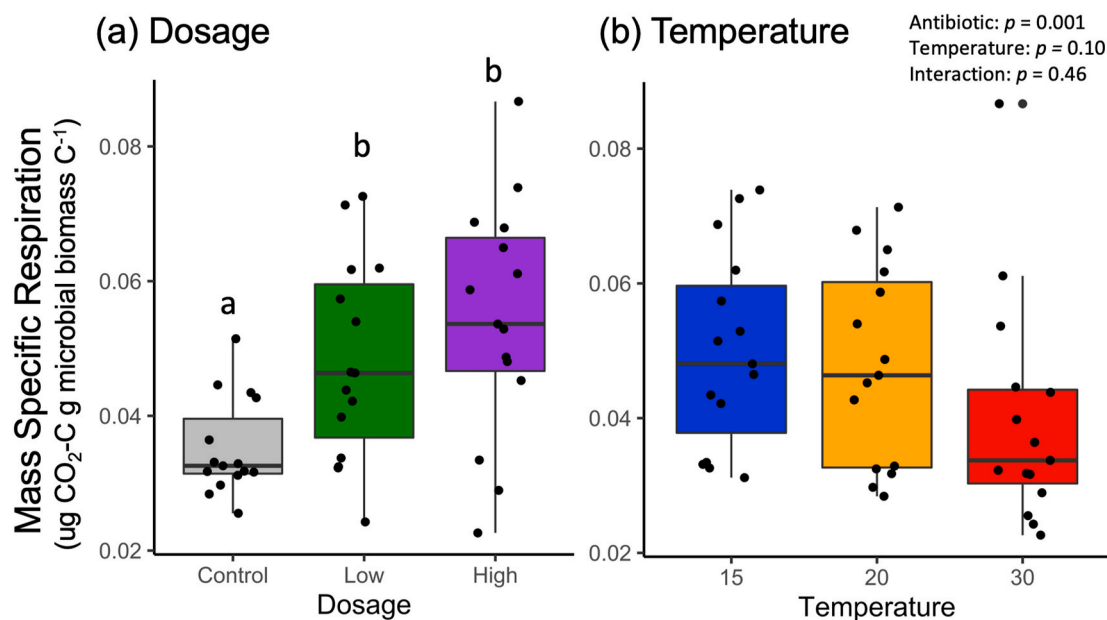 (a) Dosage
(b) Temperature
Antibiotic: p = 0.001
Temperature: p = 0.10
Interaction: p = 0.46
Mass Specific Respiration
(ug CO₂-C g microbial biomass C⁻¹)
0.08
0.06
0.04
0.02
a
b
b
Control
Low
High
Dosage
0.08
0.06
0.04
0.02
15
20
30
Temperature